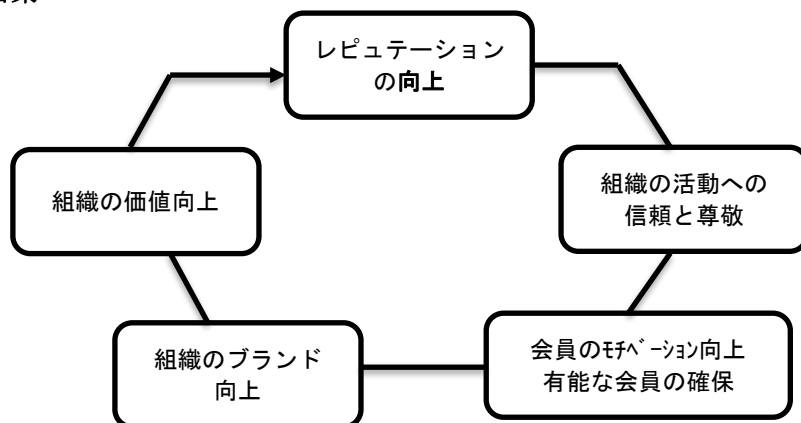 レピュテーション
の向上
組織の活動への
信頼と尊敬
会員のﾓﾁﾍﾞｰｼｮﾝ向上
有能な会員の確保
組織のブランド
向上
組織の価値向上